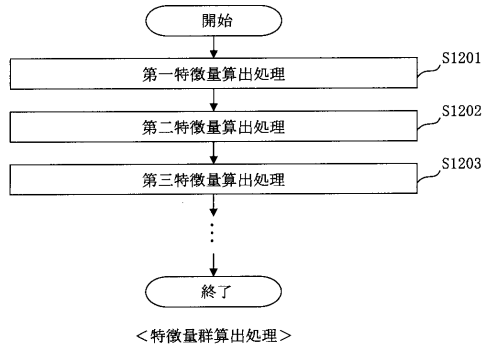 開始
第一特徴量算出処理
S1201
第二特徴量算出処理
S1202
第三特徴量算出処理
S1203
⋮
終了
<特徴量群算出処理>